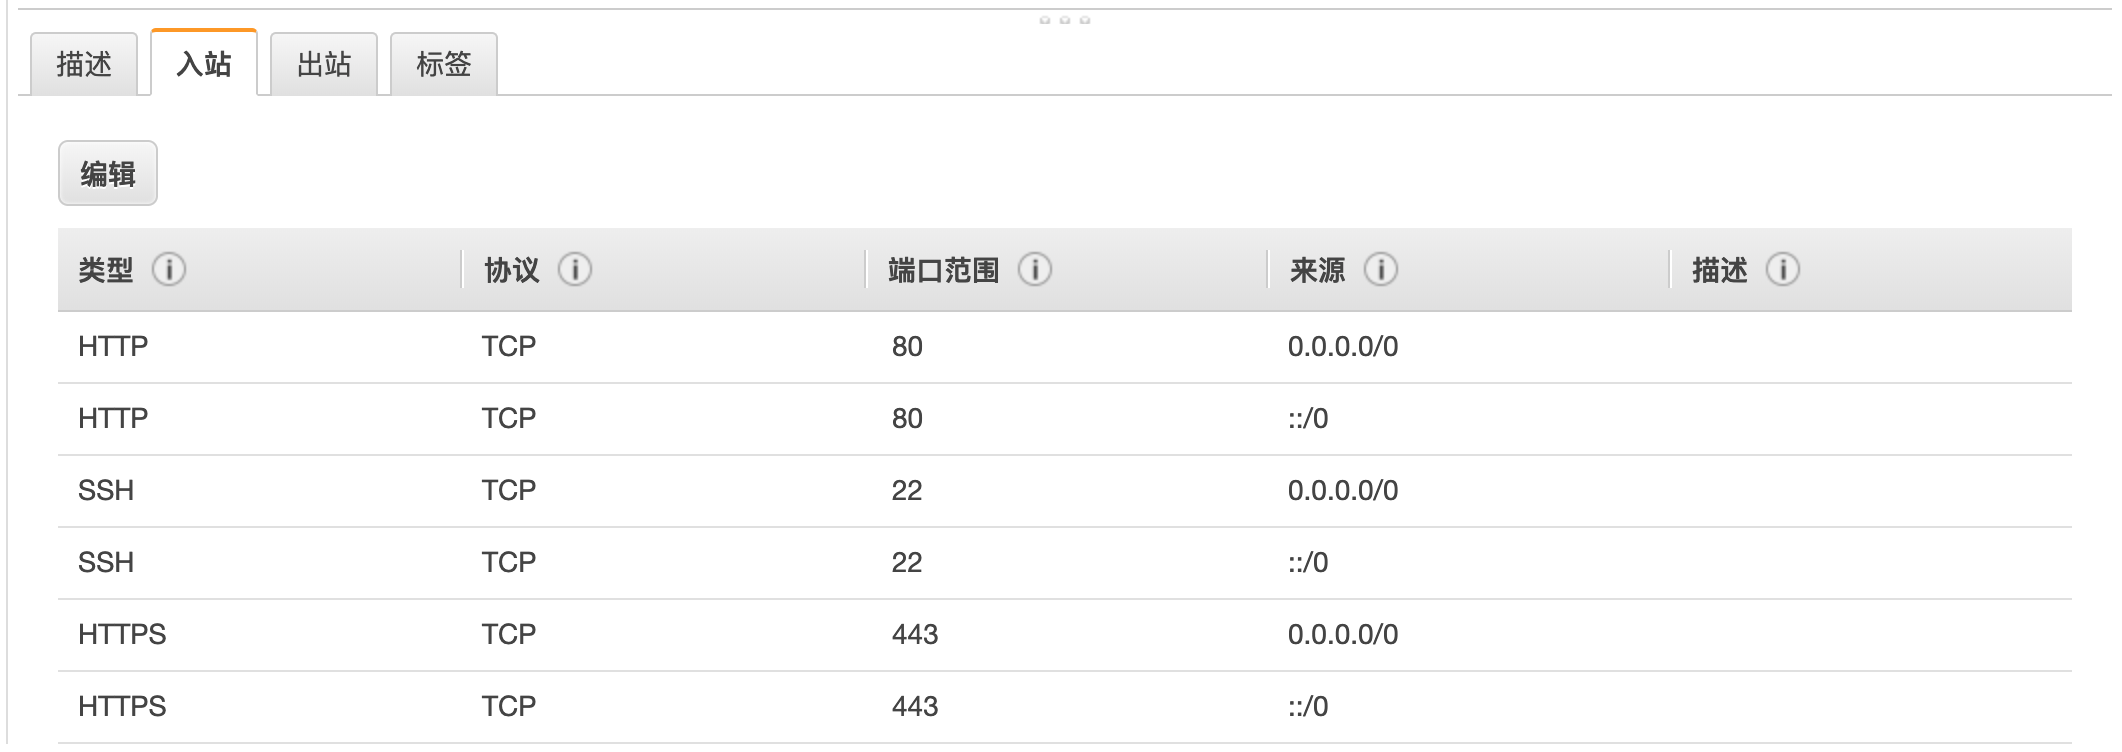 描述 入站 出站 标签
编辑
类型 协议 端口范围 来源 描述
HTTP TCP 80 0.0.0.0/0
HTTP TCP 80 ::/0
SSH TCP 22 0.0.0.0/0
SSH TCP 22 ::/0
HTTPS TCP 443 0.0.0.0/0
HTTPS TCP 443 ::/0